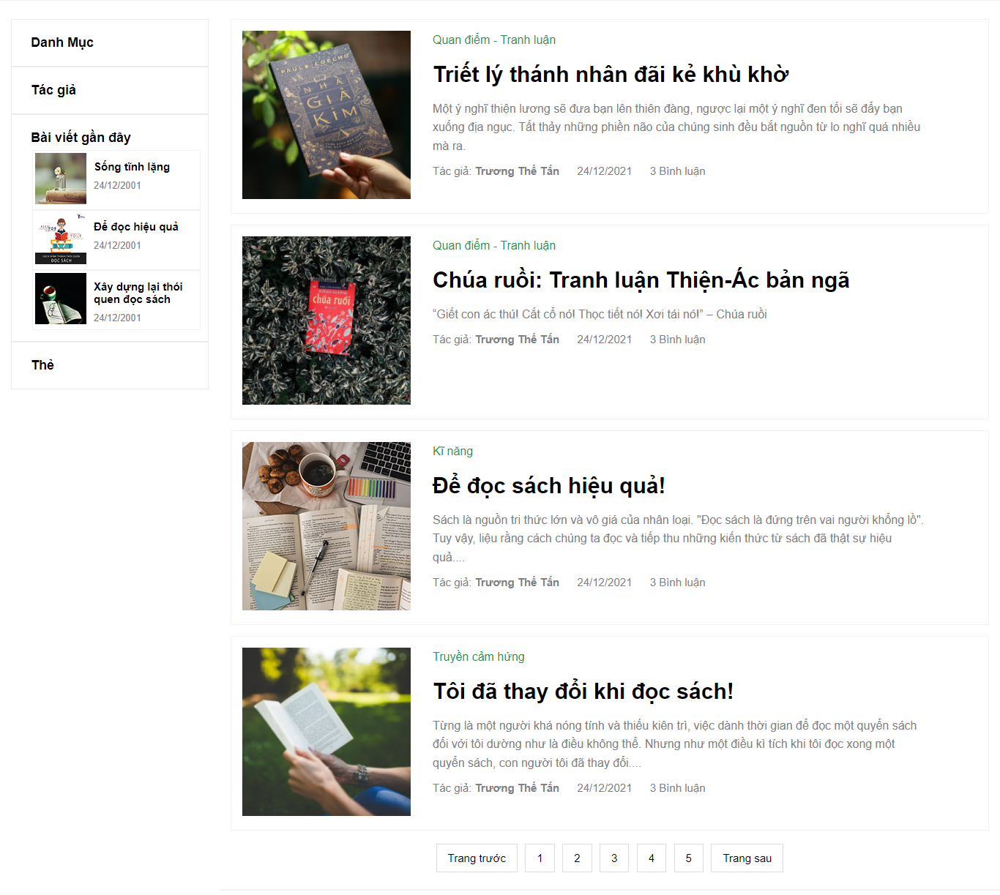 Danh Mục
Tác giả
Bài viết gần đây
Sống tĩnh lặng
24/12/2001
Để đọc hiệu quả
24/12/2001
ĐỌC SÁCH
Xây dựng lại thói
quen đọc sách
24/12/2001
Thẻ
PAULO COELHO
NHÀ
GIẢ
KIM
Quan điểm - Tranh luận
Triết lý thánh nhân đãi kẻ khù khờ
Một ý nghĩ thiện lương sẽ đưa bạn lên thiên đàng, ngược lại một ý nghĩ đen tối sẽ đẩy bạn
xuống địa ngục. Tất thảy những phiền não của chúng sinh đều bắt nguồn từ lo nghĩ quá nhiều
mà ra.
Tác giả: Trương Thế Tấn 24/12/2021 3 Bình luận
chúa ruồi
Quan điểm - Tranh luận
Chúa ruồi: Tranh luận Thiện-Ác bản ngã
“Giết con ác thú! Cắt cổ nó! Thọc tiết nó! Xơi tái nó!” – Chúa ruồi
Tác giả: Trương Thế Tấn 24/12/2021 3 Bình luận
Kĩ năng
Để đọc sách hiệu quả!
Sách là nguồn tri thức lớn và vô giá của nhân loại. "Đọc sách là đứng trên vai người khổng lồ".
Tuy vậy, liệu rằng cách chúng ta đọc và tiếp thu những kiến thức từ sách đã thật sự hiệu
quả....
Tác giả: Trương Thế Tấn 24/12/2021 3 Bình luận
Truyền cảm hứng
Tôi đã thay đổi khi đọc sách!
Từng là một người khá nóng tính và thiếu kiên trì, việc dành thời gian để đọc một quyển sách
đối với tôi dường như là điều không thể. Nhưng như một điều kì tích khi tôi đọc xong một
quyển sách, con người tôi đã thay đổi....
Tác giả: Trương Thế Tấn 24/12/2021 3 Bình luận
Trang trước 1 2 3 4 5 Trang sau